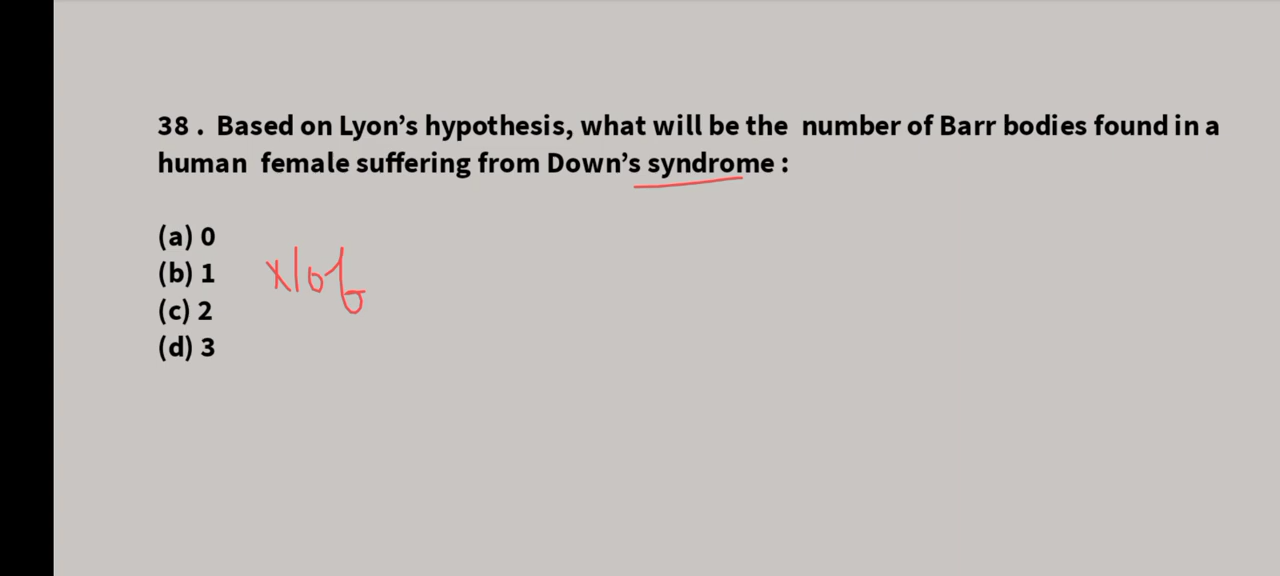 38 . Based on Lyon’s hypothesis, what will be the number of Barr bodies found in a
human female suffering from Down’s syndrome :
(a) 0
(b) 1
(c) 2
(d) 3